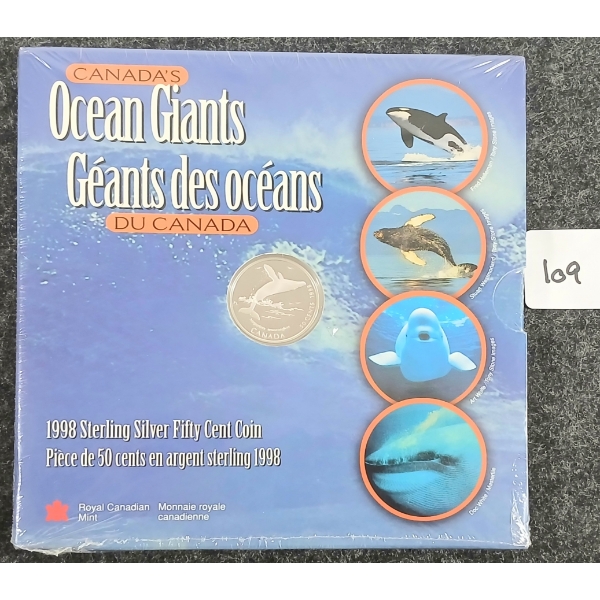 CANADA'S
Ocean Giants
Géants des océans
DU CANADA
CANADA
109
1998 Sterling Silver Fifty Cent Coin
Pièce de 50 cents en argent sterling 1998
Royal Canadian
Mint
Monnaie royale
canadienne